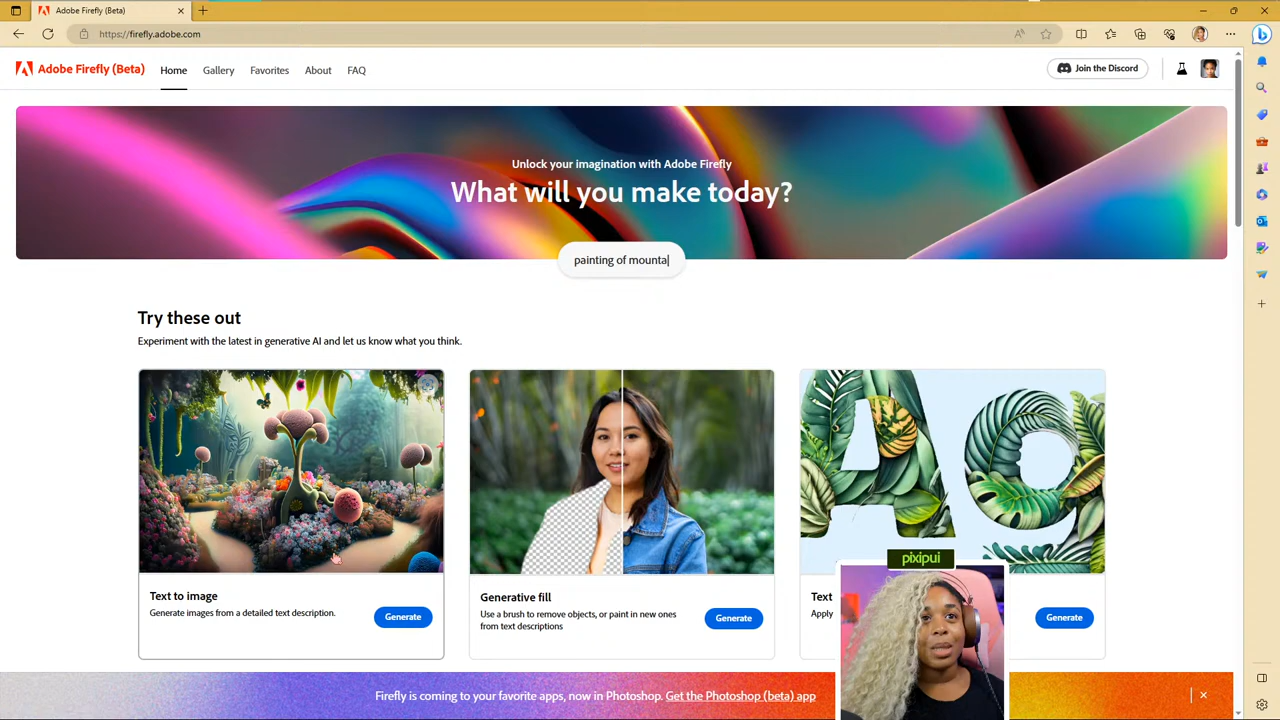 Adobe Firefly (Beta)
https://firefly.adobe.com
Adobe Firefly (Beta)
Home
Gallery
Favorites
About
FAQ
Join the Discord
Unlock your imagination with Adobe Firefly
What will you make today?
painting of mounta
Try these out
Experiment with the latest in generative AI and let us know what you think.
Text to image
Generate images from a detailed text description.
Generate
Generative fill
Use a brush to remove objects, or paint in new ones
from text descriptions
Generate
AO
Text
Apply
Generate
pixipui
Firefly is coming to your favorite apps, now in Photoshop. Get the Photoshop (beta) app